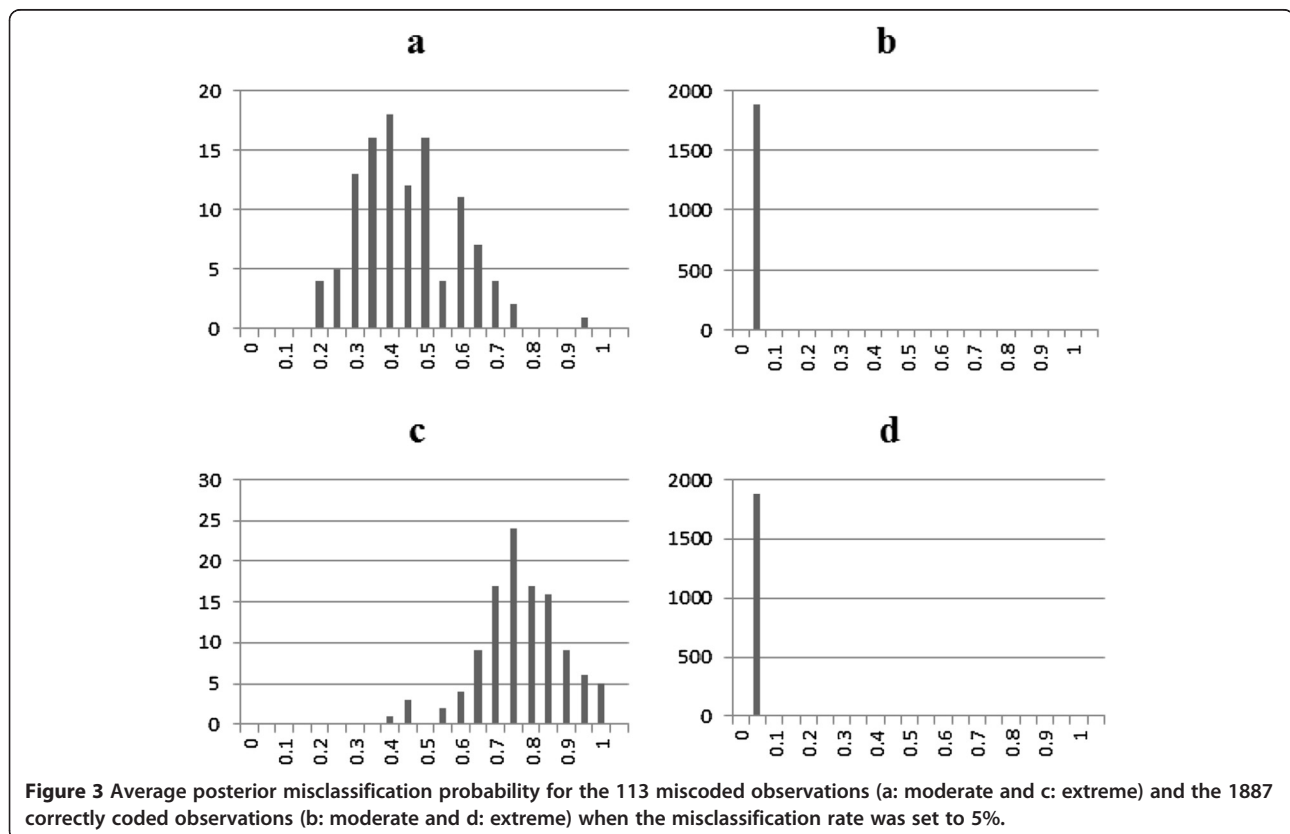 a
20
15
10
5
0
0 0.1 0.2 0.3 0.4 0.5 0.6 0.7 0.8 0.9 1
b
2000
1500
1000
500
0
0 0.1 0.2 0.3 0.4 0.5 0.6 0.7 0.8 0.9 1
c
30
25
20
15
10
5
0
0 0.1 0.2 0.3 0.4 0.5 0.6 0.7 0.8 0.9 1
d
2000
1500
1000
500
0
0 0.1 0.2 0.3 0.4 0.5 0.6 0.7 0.8 0.9 1
Figure 3 Average posterior misclassification probability for the 113 miscoded observations (a: moderate and c: extreme) and the 1887
correctly coded observations (b: moderate and d: extreme) when the misclassification rate was set to 5%.